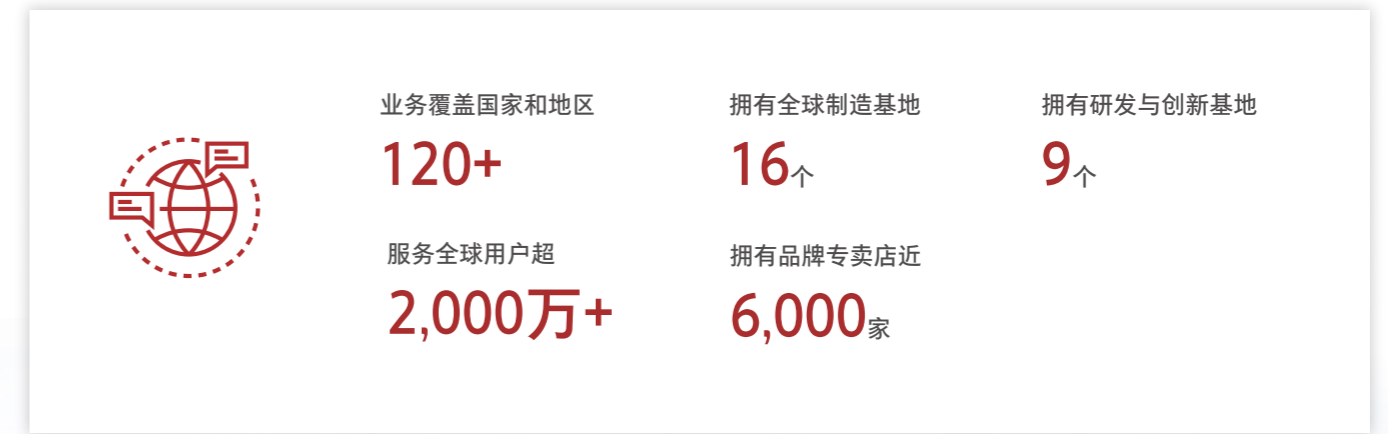 业务覆盖国家和地区
120+
拥有全球制造基地
16个
拥有研发与创新基地
9个
服务全球用户超
2,000万+
拥有品牌专卖店近
6,000家